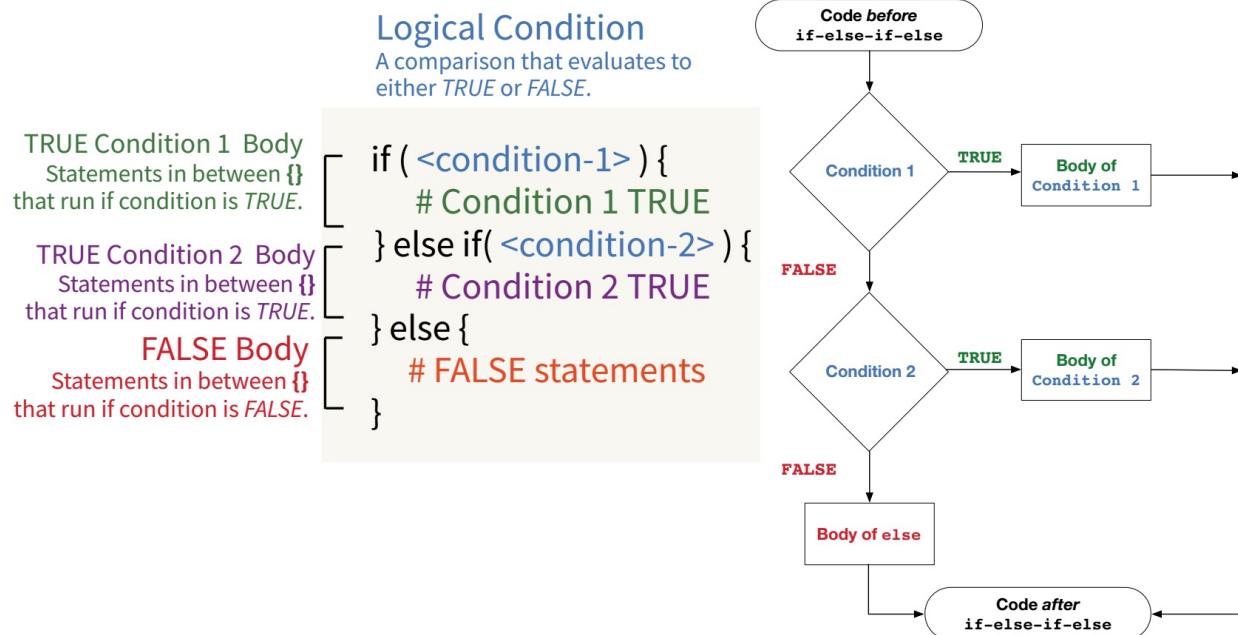 Logical Condition
A comparison that evaluates to
either TRUE or FALSE.
TRUE Condition 1 Body
Statements in between {}
that run if condition is TRUE.
TRUE Condition 2 Body
Statements in between {}
that run if condition is TRUE.
FALSE Body
Statements in between {}
that run if condition is FALSE.
if ( <condition-1> ) {
# Condition 1 TRUE
} else if( <condition-2> ) {
# Condition 2 TRUE
} else {
# FALSE statements
}
Code before
if-else-if-else
Condition 1
TRUE
Body of
Condition 1
FALSE
Condition 2
TRUE
Body of
Condition 2
FALSE
Body of else
Code after
if-else-if-else